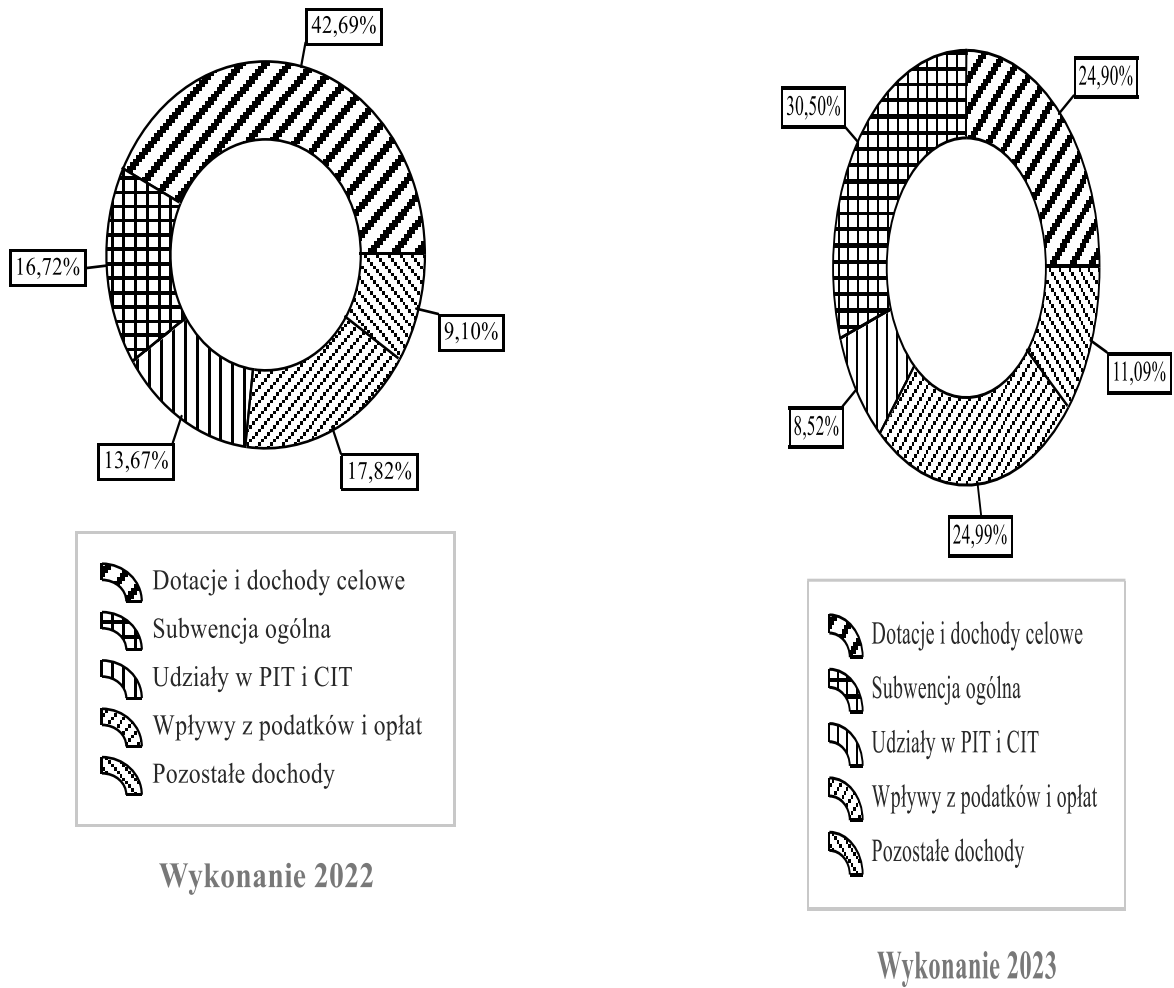 42,69%
16,72%
9,10%
13,67%
17,82%
Dotacje i dochody celowe
Subwencja ogólna
Udziały w PIT i CIT
Wpływy z podatków i opłat
Pozostałe dochody
Wykonanie 2022
24,90%
30,50%
11,09%
8,52%
24,99%
Dotacje i dochody celowe
Subwencja ogólna
Udziały w PIT i CIT
Wpływy z podatków i opłat
Pozostałe dochody
Wykonanie 2023